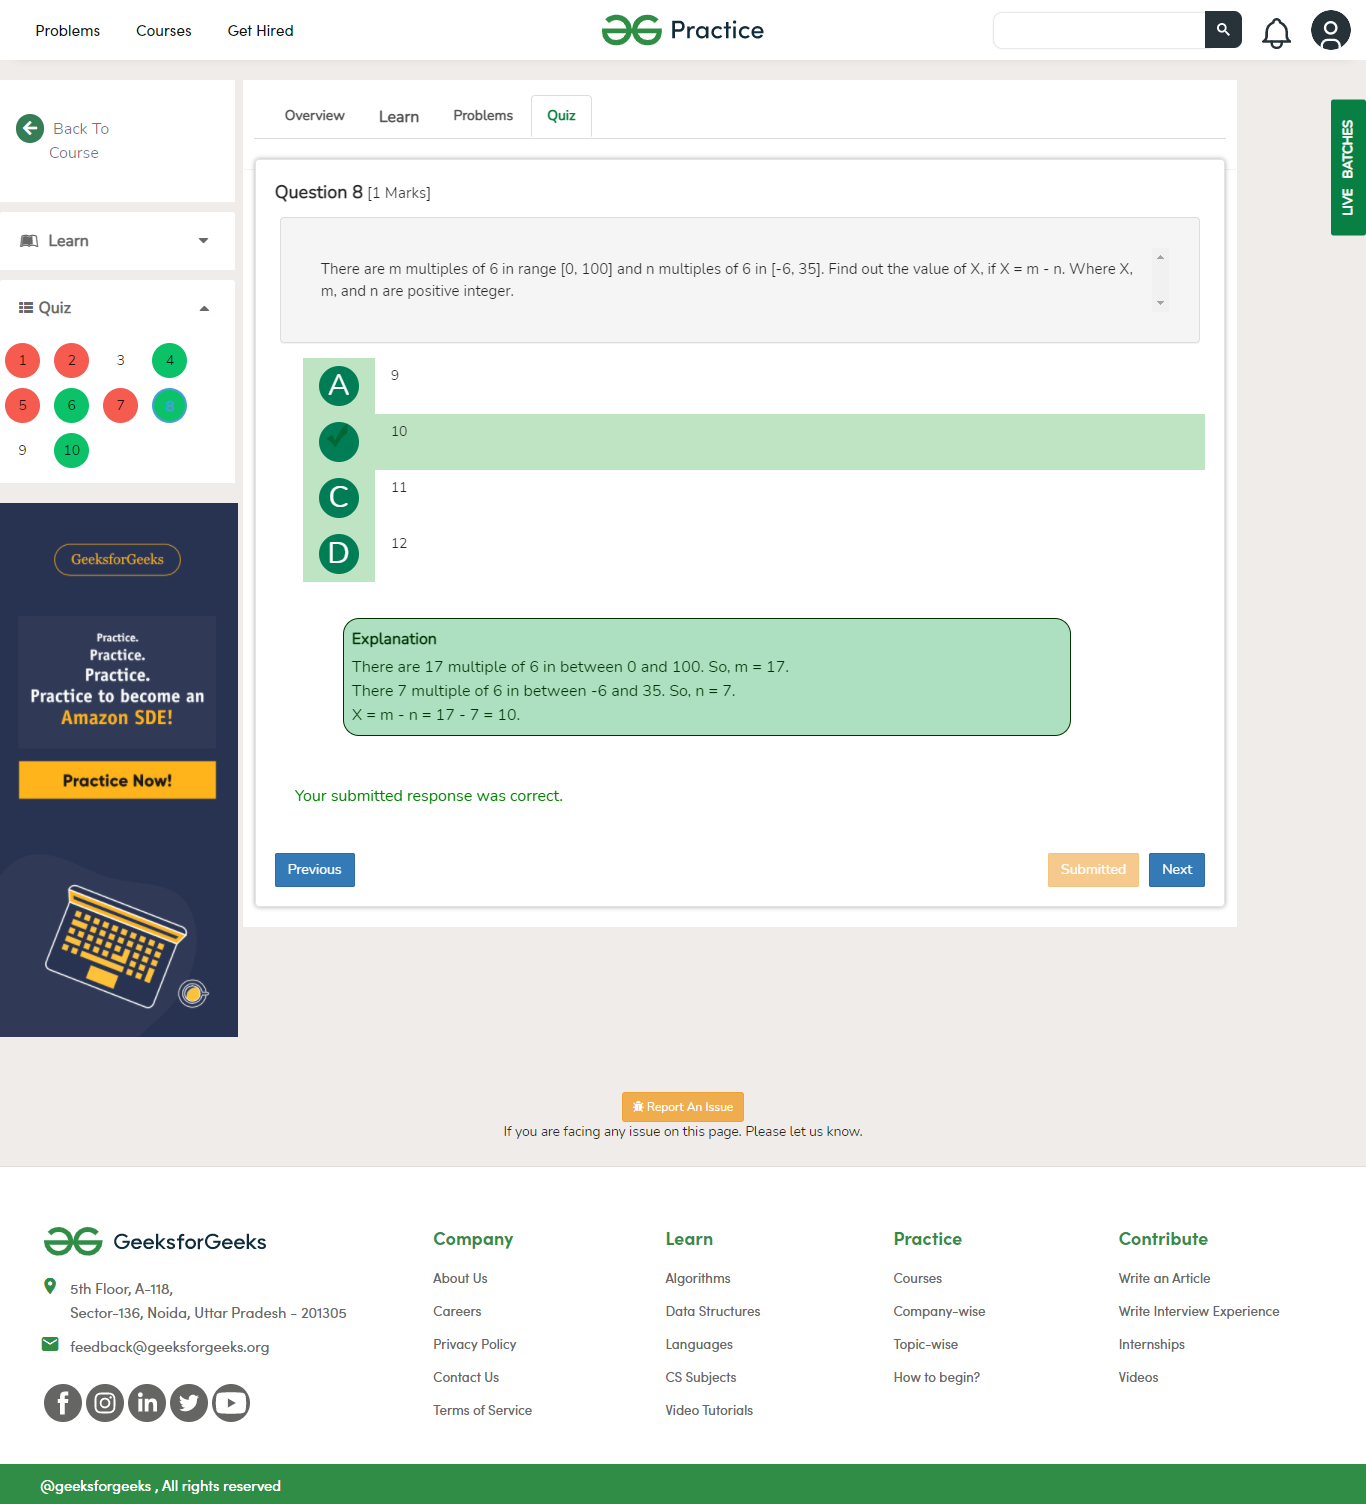 Problems Courses Get Hired
Practice
Back To
Course
Learn
Quiz
1 2 3 4
5 6 7 8
9 10
GeeksforGeeks
Practice.
Practice.
Practice.
Practice to become an
Amazon SDE!
Practice Now!
Overview Learn Problems Quiz
LIVE BATCHES
Question 8 [1 Marks]
There are m multiples of 6 in range [0, 100] and n multiples of 6 in [-6, 35]. Find out the value of X, if X = m - n. Where X,
m, and n are positive integer.
A 9
10
C 11
D 12
Explanation
There are 17 multiple of 6 in between 0 and 100. So, m = 17.
There 7 multiple of 6 in between -6 and 35. So, n = 7.
X = m - n = 17 - 7 = 10.
Your submitted response was correct.
Previous Submitted Next
Report An Issue
If you are facing any issue on this page. Please let us know.
GeeksforGeeks
5th Floor, A-118,
Sector-136, Noida, Uttar Pradesh - 201305
feedback@geeksforgeeks.org
Company
About Us
Careers
Privacy Policy
Contact Us
Terms of Service
Learn
Algorithms
Data Structures
Languages
CS Subjects
Video Tutorials
Practice
Courses
Company-wise
Topic-wise
How to begin?
Contribute
Write an Article
Write Interview Experience
Internships
Videos
@geeksforgeeks , All rights reserved